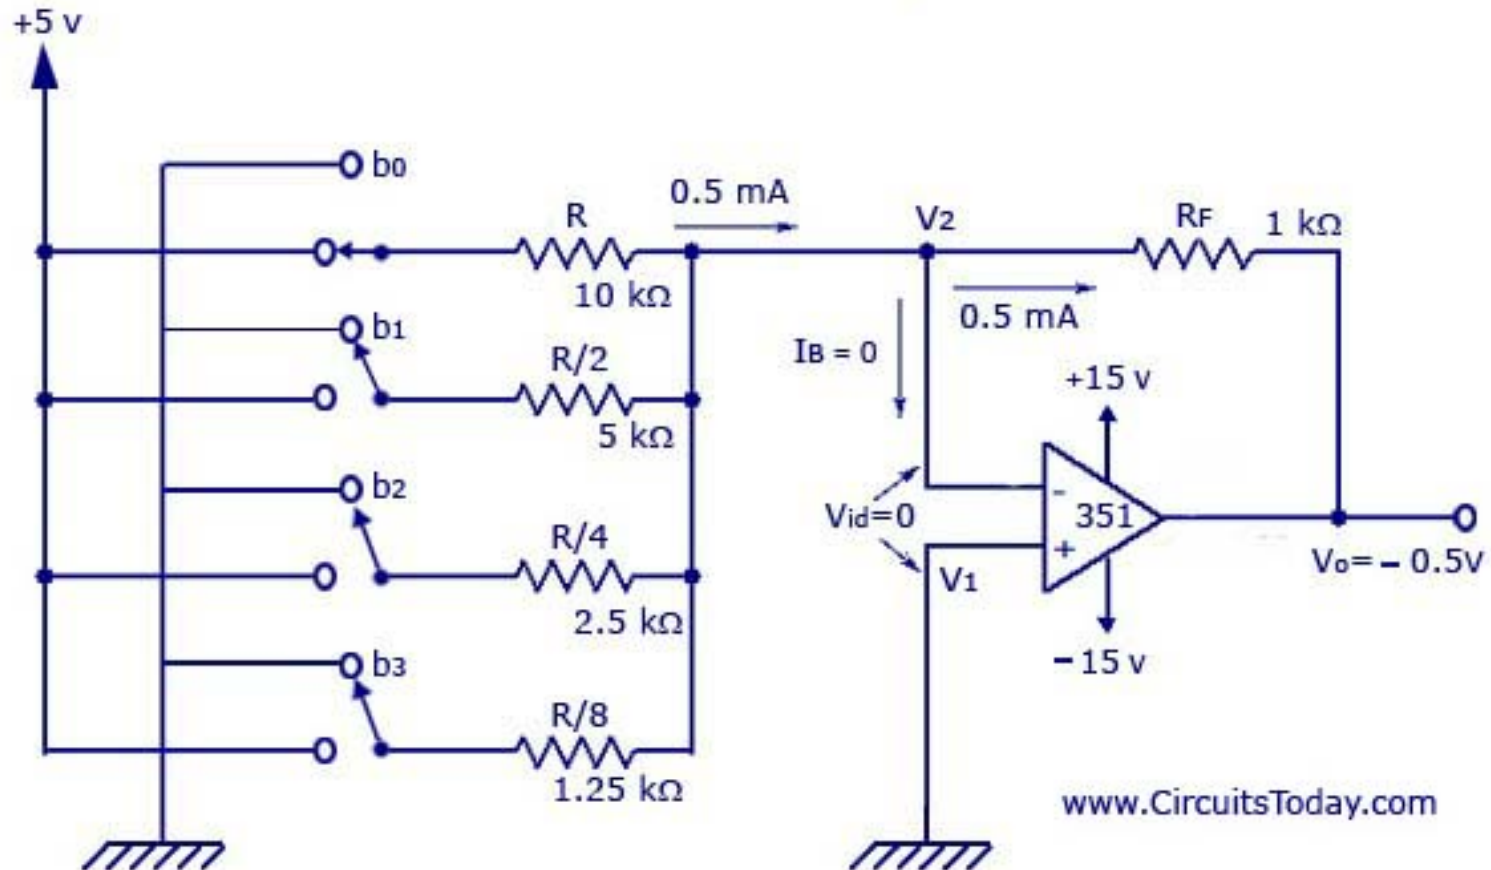 +5 v
b0
0.5 mA
R
V2
RF
1 kΩ
10 kΩ
b1
0.5 mA
R/2
IB = 0
+15 v
5 kΩ
b2
-
Vid=0
351
R/4
+
Vo= - 0.5v
V1
2.5 kΩ
b3
- 15 v
R/8
1.25 kΩ
www.CircuitsToday.com